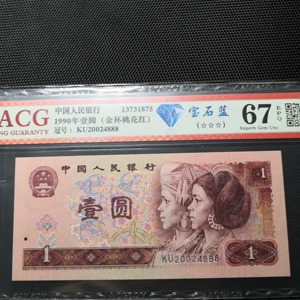 ACG
NG GUARANTY
中国人民银行 13731875
1990年壹圆（金杯桃花红）
冠号：KU20024888
宝石蓝
(☆☆☆)
67 EPQ
Superb Gem Unc
中国人民银行
1
壹圆
1
KU20024888